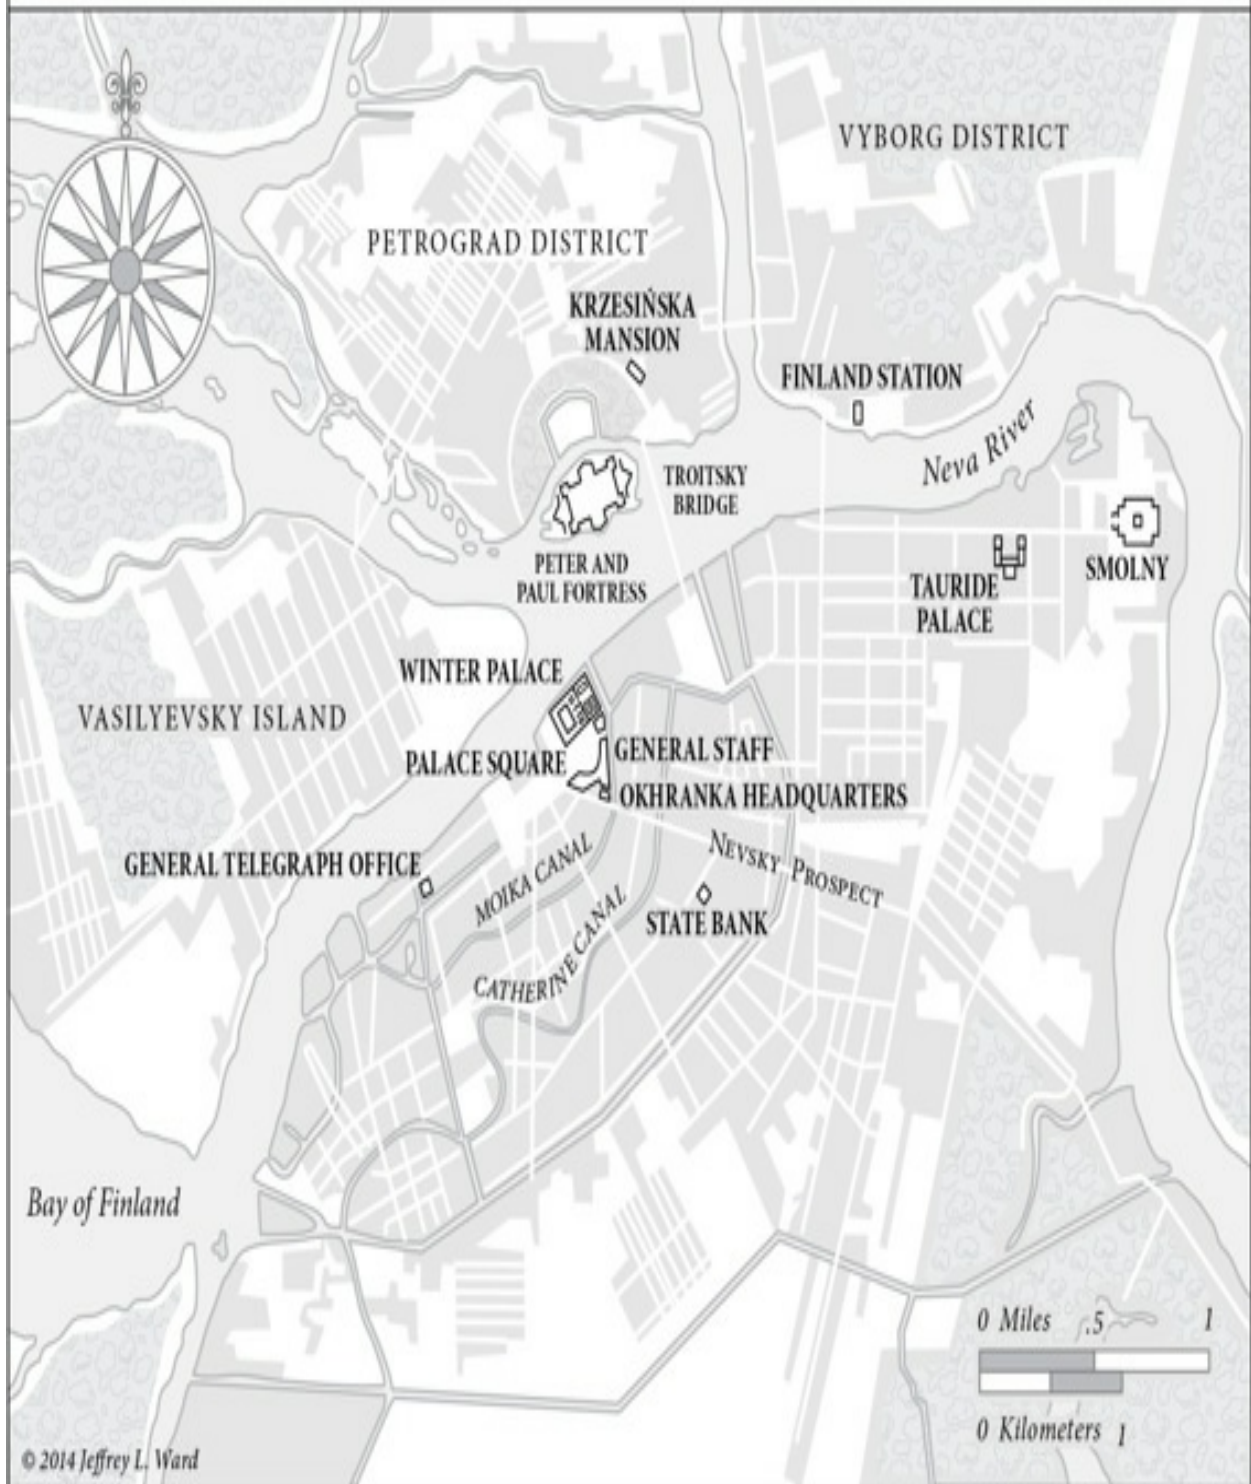 VYBORG DISTRICT
PETROGRAD DISTRICT
KRZESIŃSKA
MANSION
FINLAND STATION
Neva River
TROITSKY
BRIDGE
PETER AND
PAUL FORTRESS
TAURIDE
PALACE
SMOLNY
WINTER PALACE
VASILYEVSKY ISLAND
PALACE SQUARE
GENERAL STAFF
OKHRANKA HEADQUARTERS
NEVSKY PROSPECT
GENERAL TELEGRAPH OFFICE
MOIKA CANAL
STATE BANK
CATHERINE CANAL
Bay of Finland
0 Miles .5 1
0 Kilometers 1
© 2014 Jeffrey L. Ward